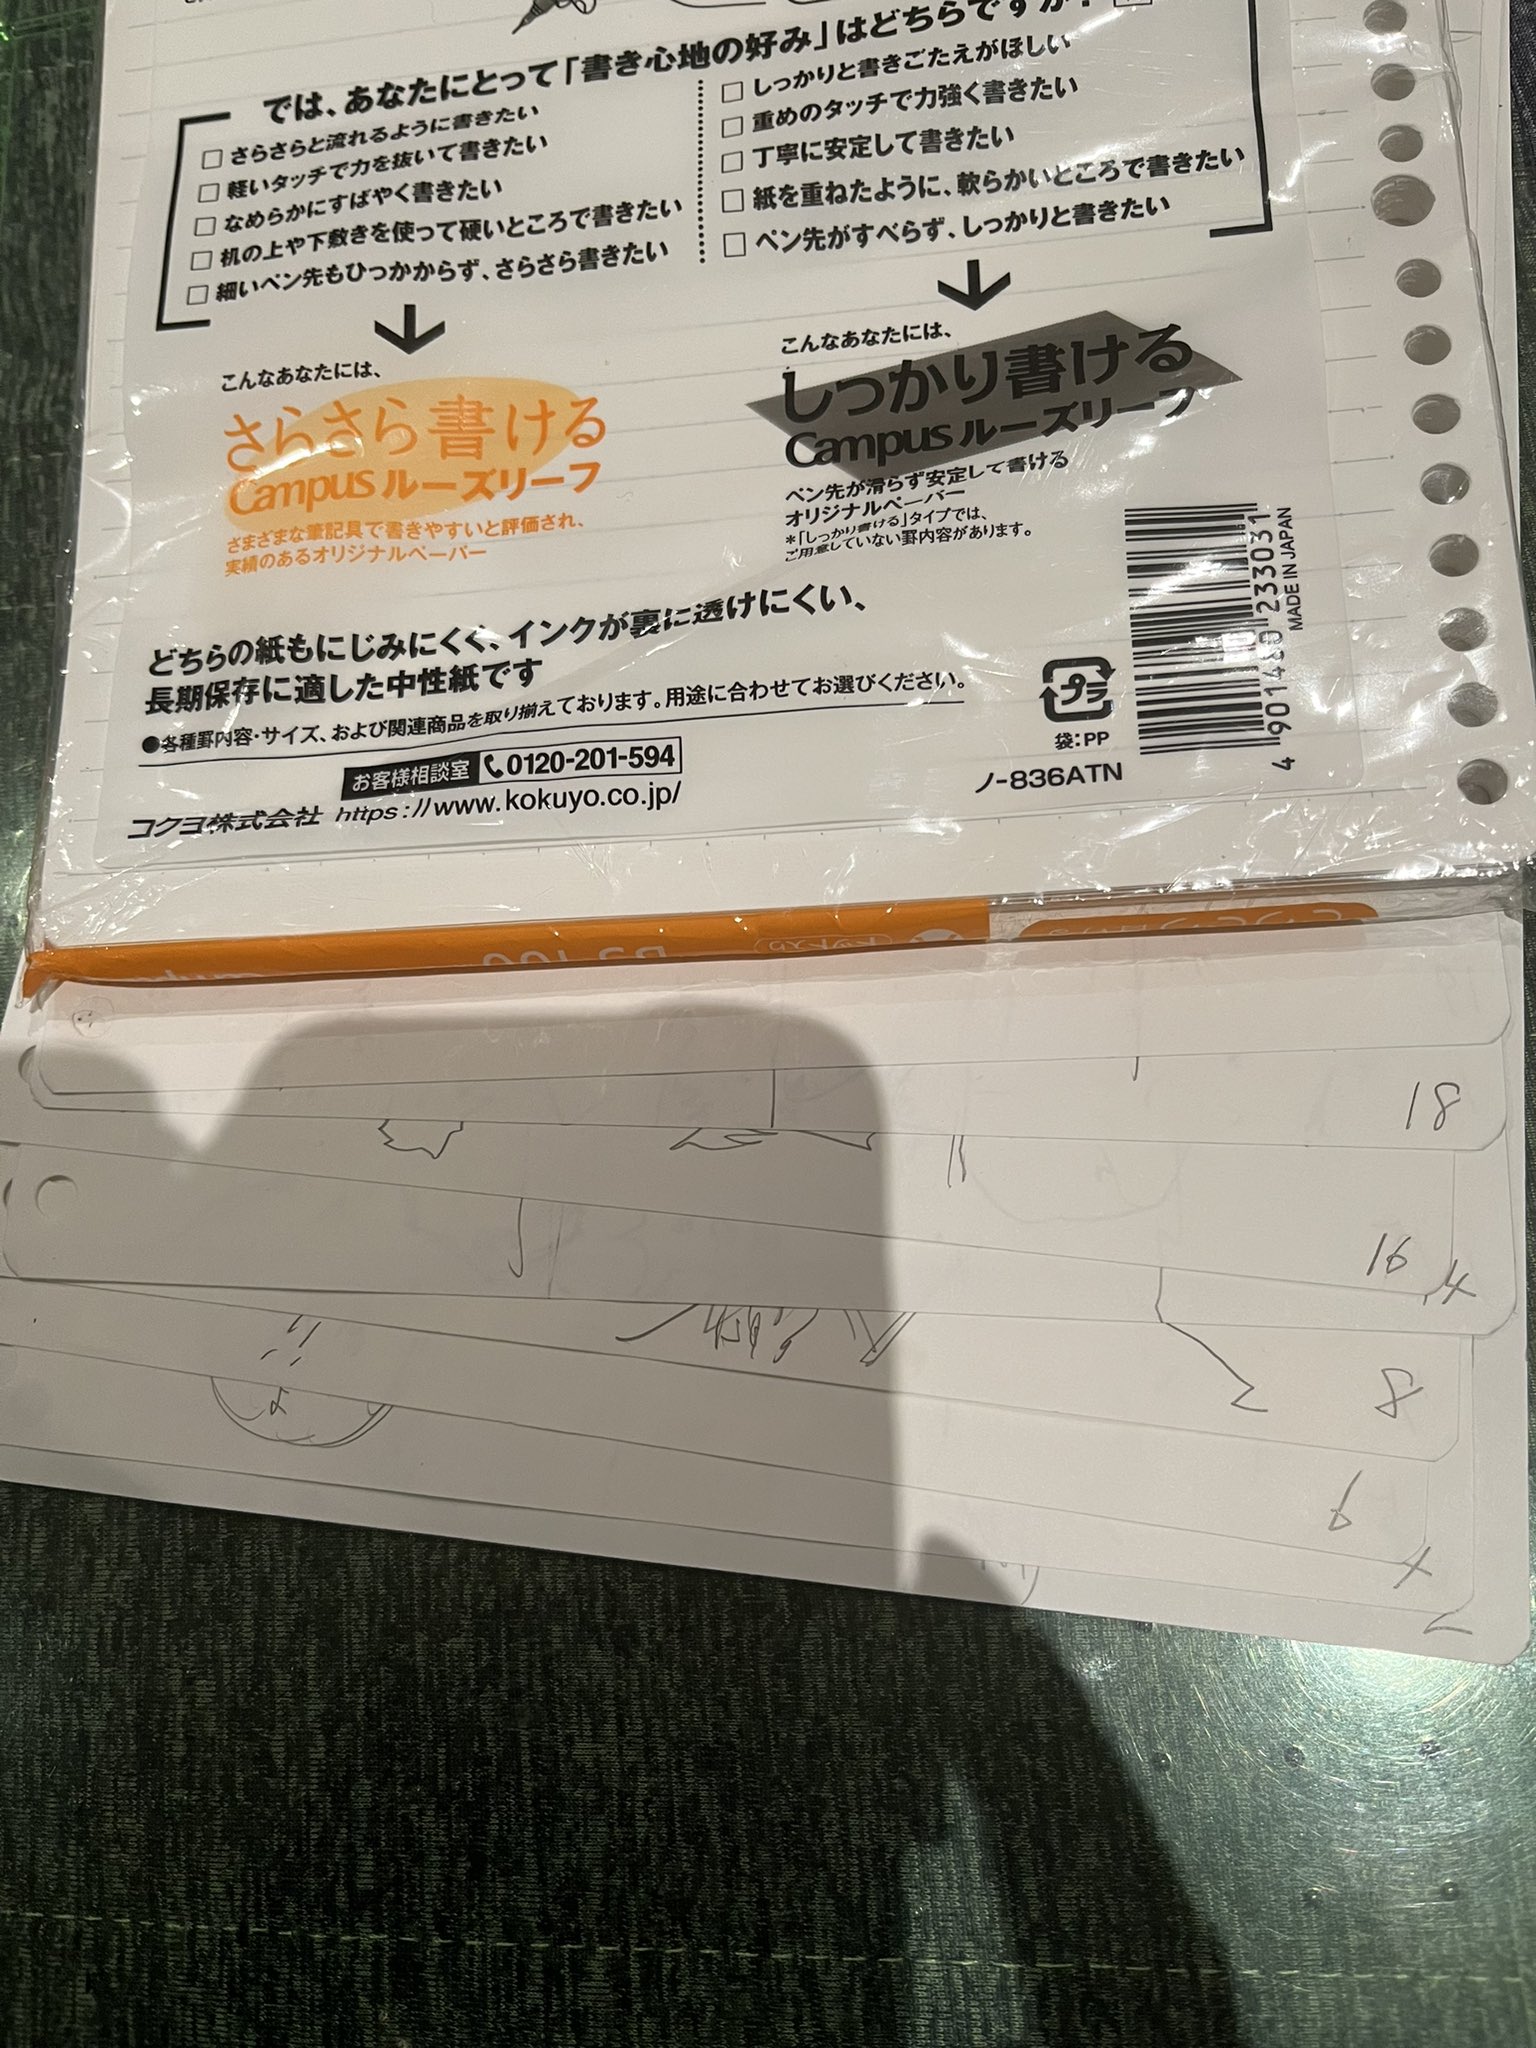 では、あなたにとって「書き心地の好み」はどちらですか?
□さらさらと流れるように書きたい
□軽いタッチで力を抜いて書きたい
□なめらかにすばやく書きたい
□机の上や下敷きを使って硬いところで書きたい
□細いペン先もひっかからず、さらさら書きたい
□しっかりと書きごたえがほしい
□重めのタッチで力強く書きたい
□丁寧に安定して書きたい
□紙を重ねたように、軟らかいところで書きたい
□ペン先がすべらず、しっかりと書きたい
こんなあなたには、
さらさら書ける
Campusルーズリーフ
さまざまな筆記具で書きやすいと評価され、
実績のあるオリジナルペーパー
こんなあなたには、
しっかり書ける
Campusルーズリーフ
ペン先が滑らず安定して書ける
オリジナルペーパー
*「しっかり書ける」タイプでは、
ご用意していない罫内容があります。
どちらの紙もにじみにくく、インクが裏に透けにくい、
長期保存に適した中性紙です
●各種罫内容・サイズ、および関連商品を取り揃えております。用途に合わせてお選びください。
お客様相談室 0120-201-594
コクヨ株式会社 https://www.kokuyo.co.jp/
プラ
袋:PP
ノ-836ATN
4 901480 233031
MADE IN JAPAN
18
16
8